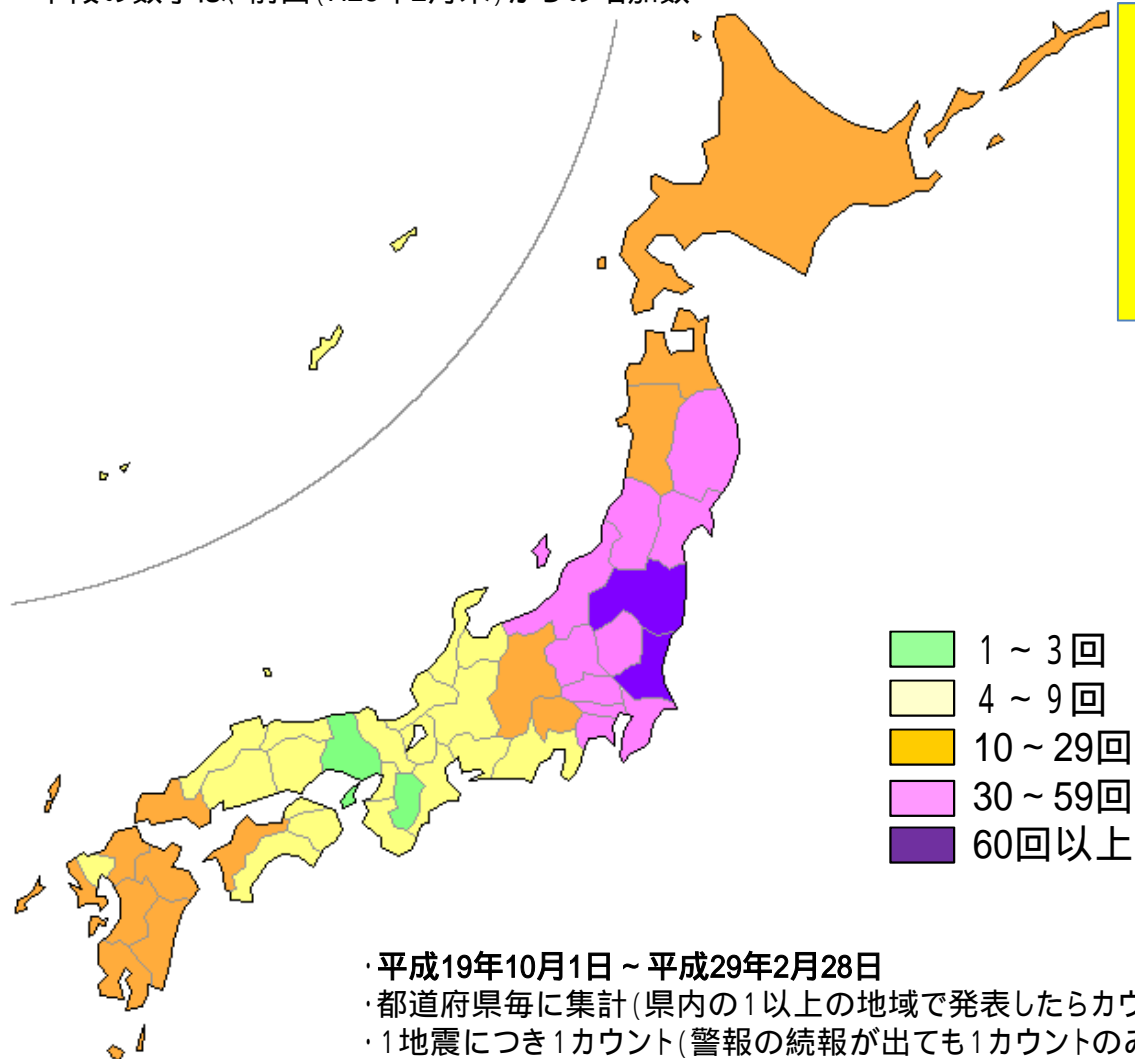 1 ~ 3回
4 ~ 9回
10 ~ 29回
30 ~ 59回
60回以上
・平成19年10月1日 ~ 平成29年2月28日
・都道府県毎に集計(県内の1以上の地域で発表したらカウ
・1地震につき1カウント(警報の続報が出ても1カウントのみ